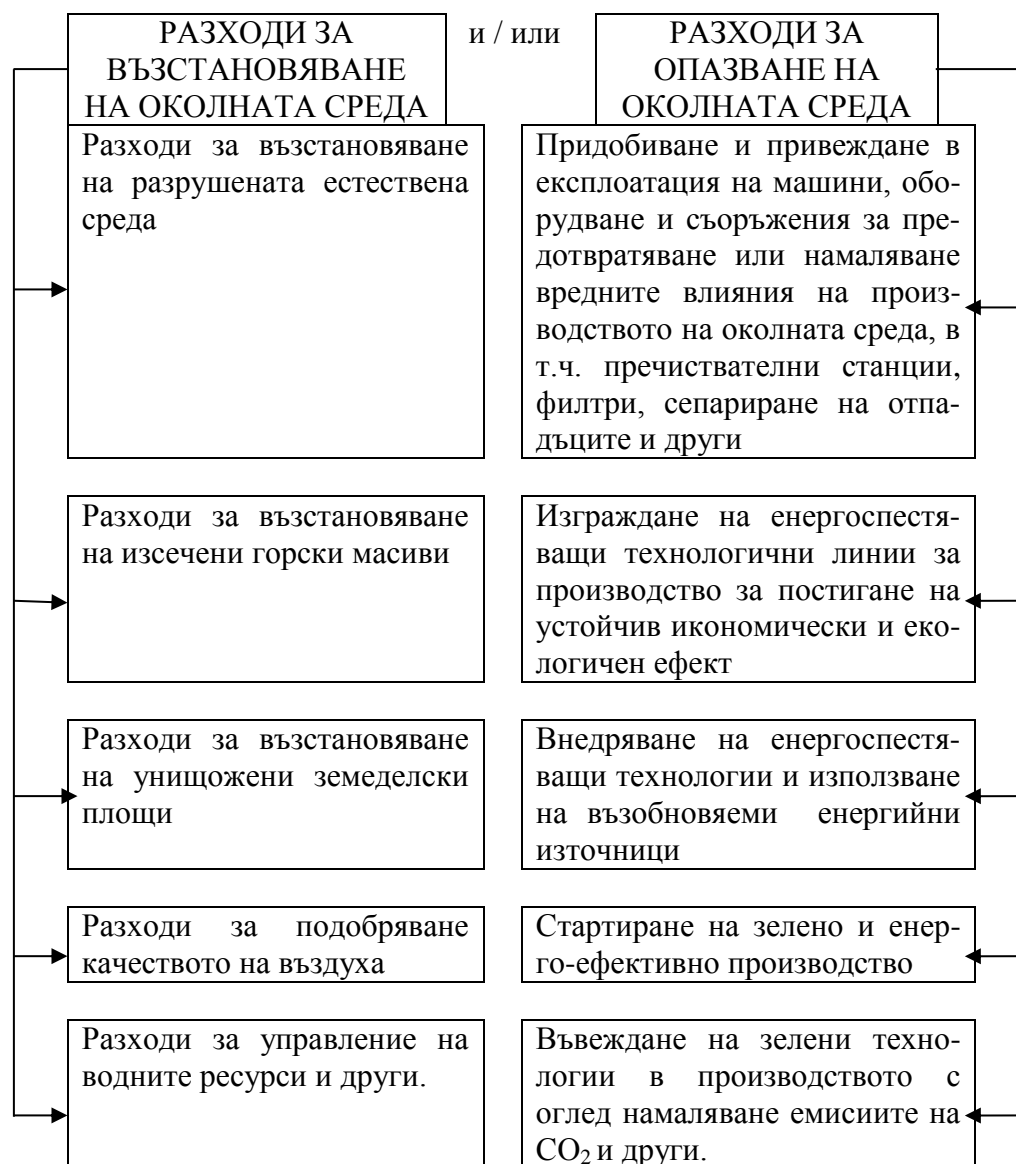 РАЗХОДИ ЗА
ВЪЗСТАНОВЯВАНЕ
НА ОКОЛНАТА СРЕДА
и / или
РАЗХОДИ ЗА
ОПАЗВАНЕ НА
ОКОЛНАТА СРЕДА
Разходи за възстановяване
на разрушената естествена
среда
Придобиване и привеждане в
експлоатация на машини, обо-
рудване и съоръжения за пре-
дотвратяване или намаляване
вредните влияния на произ-
водството на околната среда, в
т.ч. пречиствателни станции,
филтри, сепариране на отпа-
дъците и други
Разходи за възстановяване
на изсечени горски масиви
Изграждане на енергоспестя-
ващи технологични линии за
производство за постигане на
устойчив икономически и еко-
логичен ефект
Разходи за възстановяване
на унищожени земеделски
площи
Внедряване на енергоспестя-
ващи технологии и използване
на възобновяеми енергийни
източници
Разходи за подобряване
качеството на въздуха
Стартиране на зелено и енер-
го-ефективно производство
Разходи за управление на
водните ресурси и други.
Въвеждане на зелени техно-
логии в производството с
оглед намаляване емисиите на
CO₂ и други.